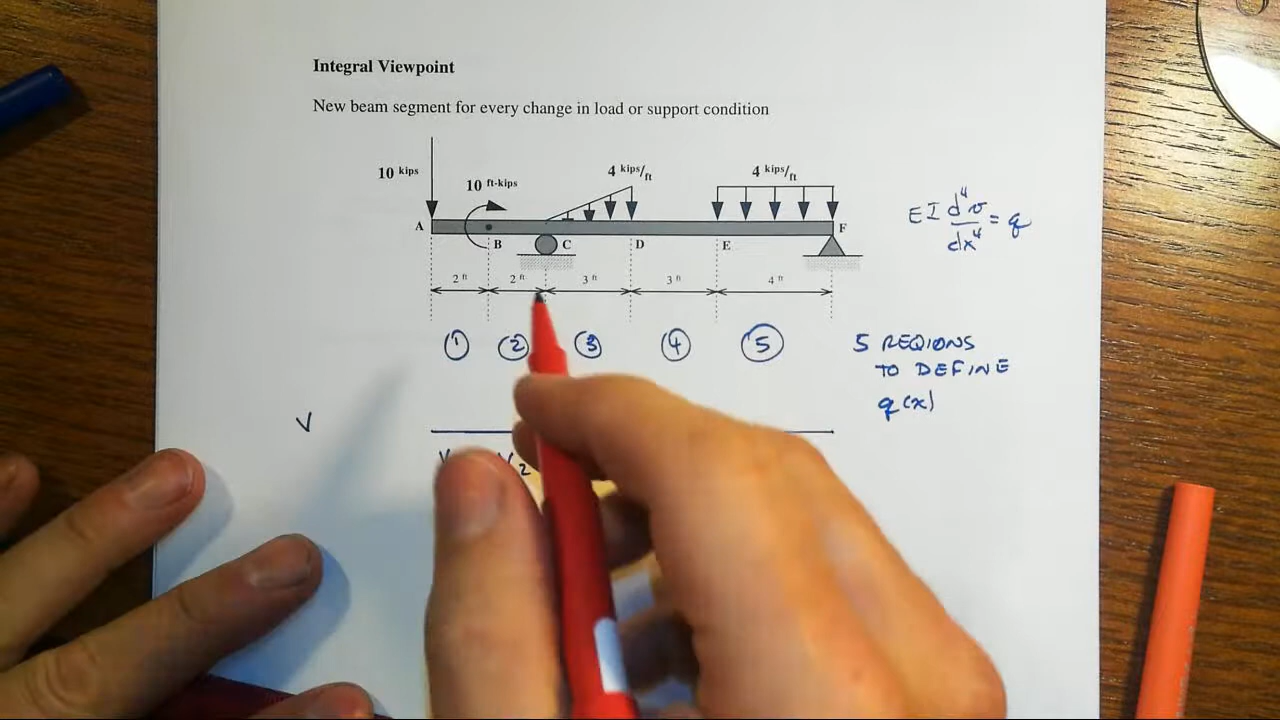 Integral Viewpoint
New beam segment for every change in load or support condition
10 kips
10 ft-kips
4 kips/ft
4 kips/ft
A
B
C
D
E
F
2 ft
2 ft
3 ft
3 ft
4 ft
EI d⁴v/dx⁴ = q
1
2
3
4
5
5 REGIONS
TO DEFINE
q(x)
V
V2